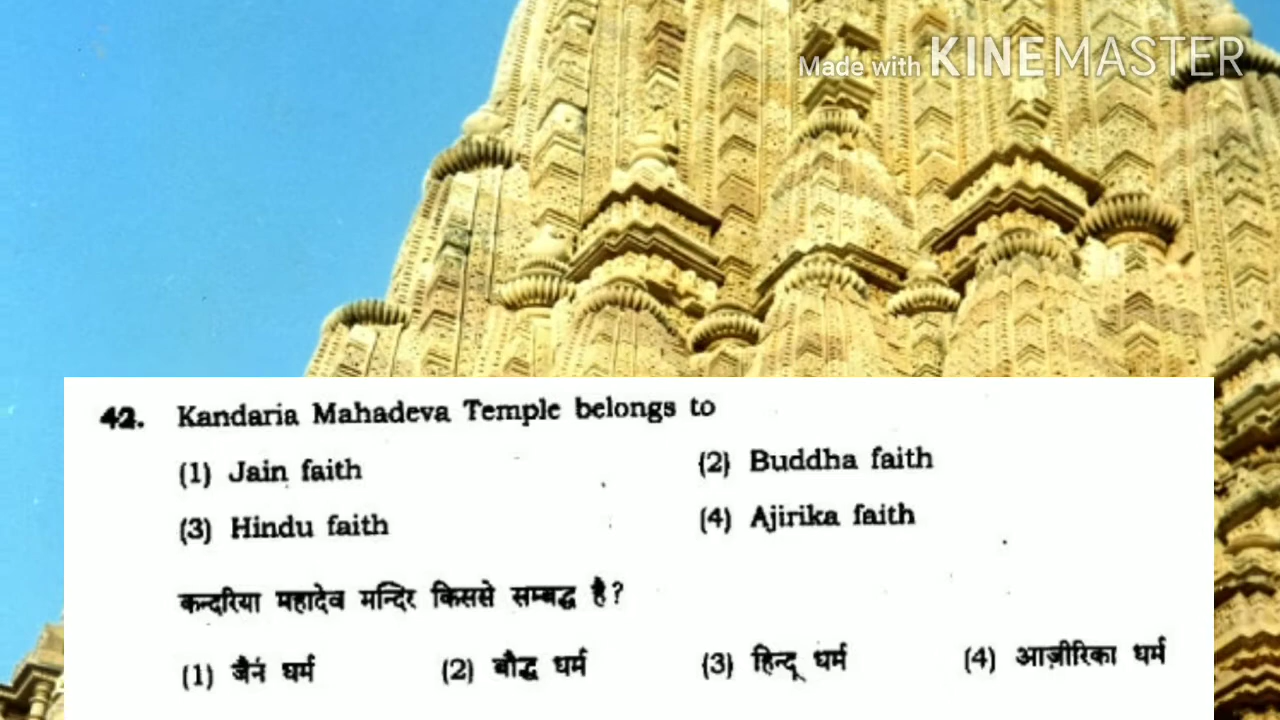 Made with KINEMASTER
42. Kandaria Mahadeva Temple belongs to
(1) Jain faith (2) Buddha faith
(3) Hindu faith (4) Ajirika faith
कन्दरिया महादेव मन्दिर किससे सम्बद्ध है?
(1) जैन धर्म (2) बौद्ध धर्म (3) हिन्दू धर्म (4) आज़ीरिका धर्म